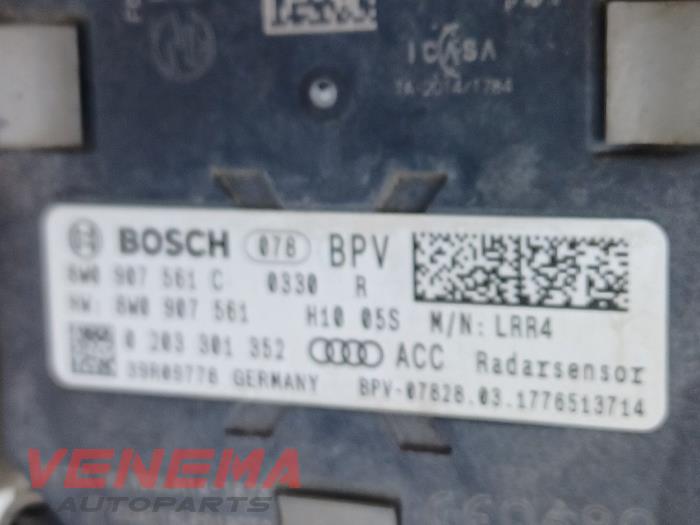 ICASA
TA-2014/1784
BOSCH 078 BPV
8W0 907 561 C 0330 R
HW: 8W0 907 561 H10 05S M/N: LRR4
0 203 301 352 ACC Radarsensor
39R09778 GERMANY BPV-07828.03.1776513714
VENEMA
AUTOPARTS